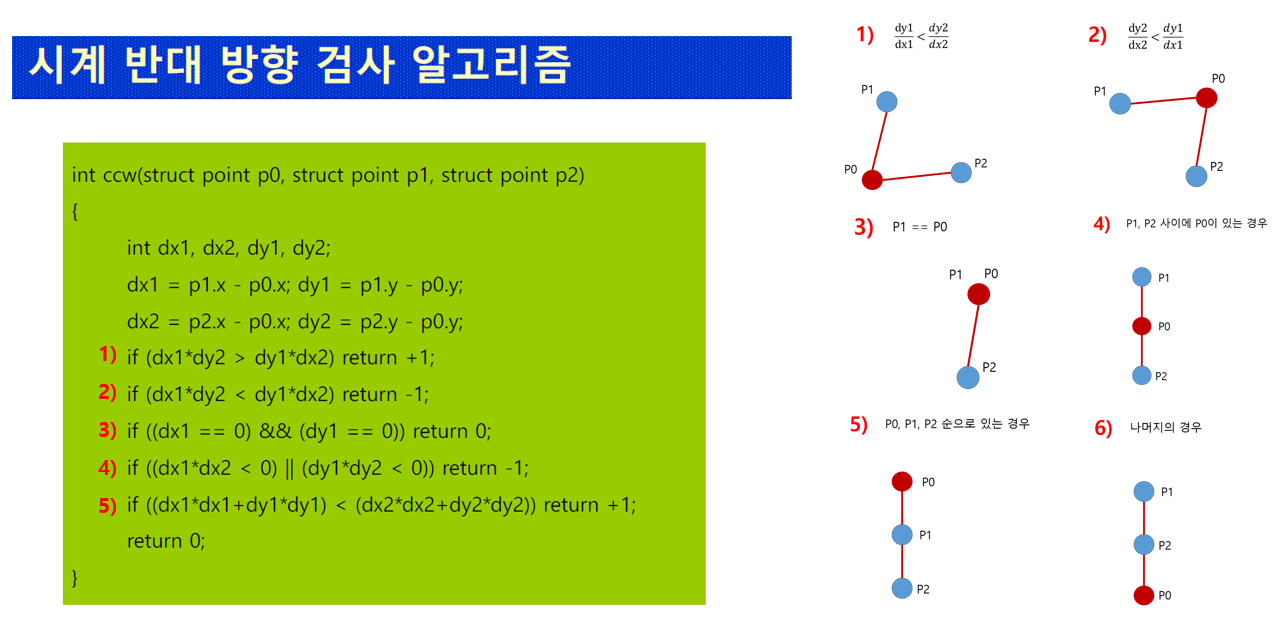 시계 반대 방향 검사 알고리즘
int ccw(struct point p0, struct point p1, struct point p2)
{
int dx1, dx2, dy1, dy2;
dx1 = p1.x - p0.x; dy1 = p1.y - p0.y;
dx2 = p2.x - p0.x; dy2 = p2.y - p0.y;
1) if (dx1*dy2 > dy1*dx2) return +1;
2) if (dx1*dy2 < dy1*dx2) return -1;
3) if ((dx1 == 0) && (dy1 == 0)) return 0;
4) if ((dx1*dx2 < 0) || (dy1*dy2 < 0)) return -1;
5) if ((dx1*dx1+dy1*dy1) < (dx2*dx2+dy2*dy2)) return +1;
return 0;
}
1) dy1/dx1 < dy2/dx2
P1
P2
P0
2) dy2/dx2 < dy1/dx1
P0
P1
P2
3) P1 == P0
P1 P0
P2
4) P1, P2 사이에 P0이 있는 경우
P1
P0
P2
5) P0, P1, P2 순으로 있는 경우
P0
P1
P2
6) 나머지의 경우
P1
P2
P0